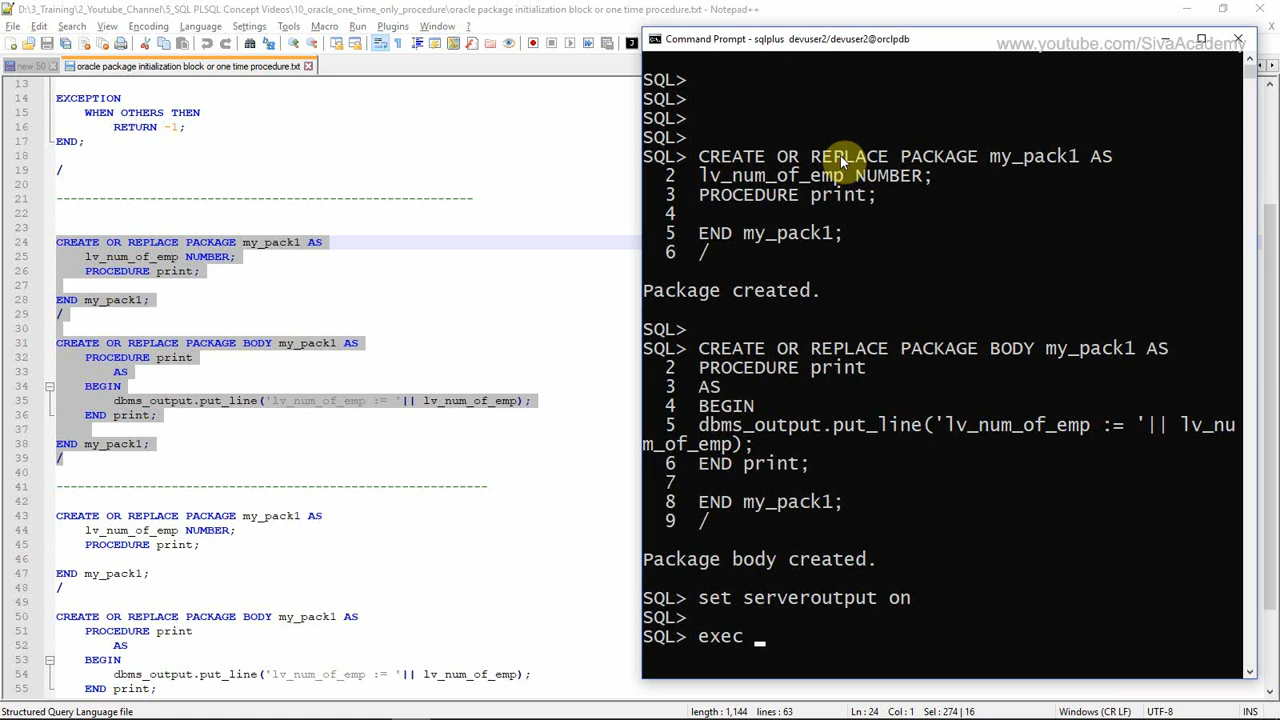 D:\3_Training\2_Youtube_Channel\5_SQL PLSQL Concept Videos\10_oracle_one_time_only_procedure\oracle package initialization block or one time procedure.txt - Notepad++
File Edit Search View Encoding Language Settings Tools Macro Run Plugins Window ?
new 50
oracle package initialization block or one time procedure.txt
13
14 EXCEPTION
15 WHEN OTHERS THEN
16 RETURN -1;
17 END;
18
19 /
20
21 ----------------------------------------------------------
22
23
24 CREATE OR REPLACE PACKAGE my_pack1 AS
25 lv_num_of_emp NUMBER;
26 PROCEDURE print;
27
28 END my_pack1;
29 /
30
31 CREATE OR REPLACE PACKAGE BODY my_pack1 AS
32 PROCEDURE print
33 AS
34 BEGIN
35 dbms_output.put_line('lv_num_of_emp := '|| lv_num_of_emp);
36 END print;
37
38 END my_pack1;
39 /
40
41 ------------------------------------------------------------
42
43 CREATE OR REPLACE PACKAGE my_pack1 AS
44 lv_num_of_emp NUMBER;
45 PROCEDURE print;
46
47 END my_pack1;
48 /
49
50 CREATE OR REPLACE PACKAGE BODY my_pack1 AS
51 PROCEDURE print
52 AS
53 BEGIN
54 dbms_output.put_line('lv_num_of_emp := '|| lv_num_of_emp);
55 END print;
Command Prompt - sqlplus devuser2/devuser2@orclpdb
www.youtube.com/SivaAcademy
SQL>
SQL>
SQL>
SQL>
SQL> CREATE OR REPLACE PACKAGE my_pack1 AS
2 lv_num_of_emp NUMBER;
3 PROCEDURE print;
4
5 END my_pack1;
6 /
Package created.
SQL>
SQL> CREATE OR REPLACE PACKAGE BODY my_pack1 AS
2 PROCEDURE print
3 AS
4 BEGIN
5 dbms_output.put_line('lv_num_of_emp := '|| lv_nu
m_of_emp);
6 END print;
7
8 END my_pack1;
9 /
Package body created.
SQL> set serveroutput on
SQL>
SQL> exec _
Structured Query Language file
length : 1,144 lines : 63
Ln : 24 Col : 1 Sel : 274 | 16
Windows (CR LF)
UTF-8
INS